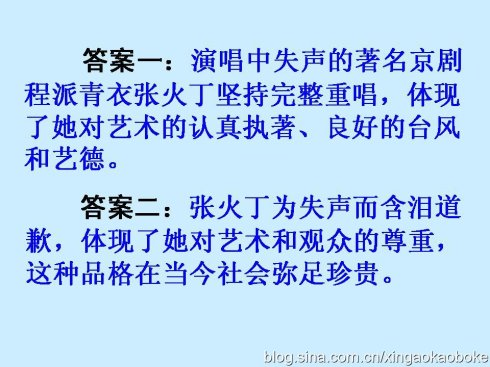 答案一：演唱中失声的著名京剧
程派青衣张火丁坚持完整重唱，体现
了她对艺术的认真执著、良好的台风
和艺德。
答案二：张火丁为失声而含泪道
歉，体现了她对艺术和观众的尊重，
这种品格在当今社会弥足珍贵。
blog.sina.com.cn/xingaokaoboke